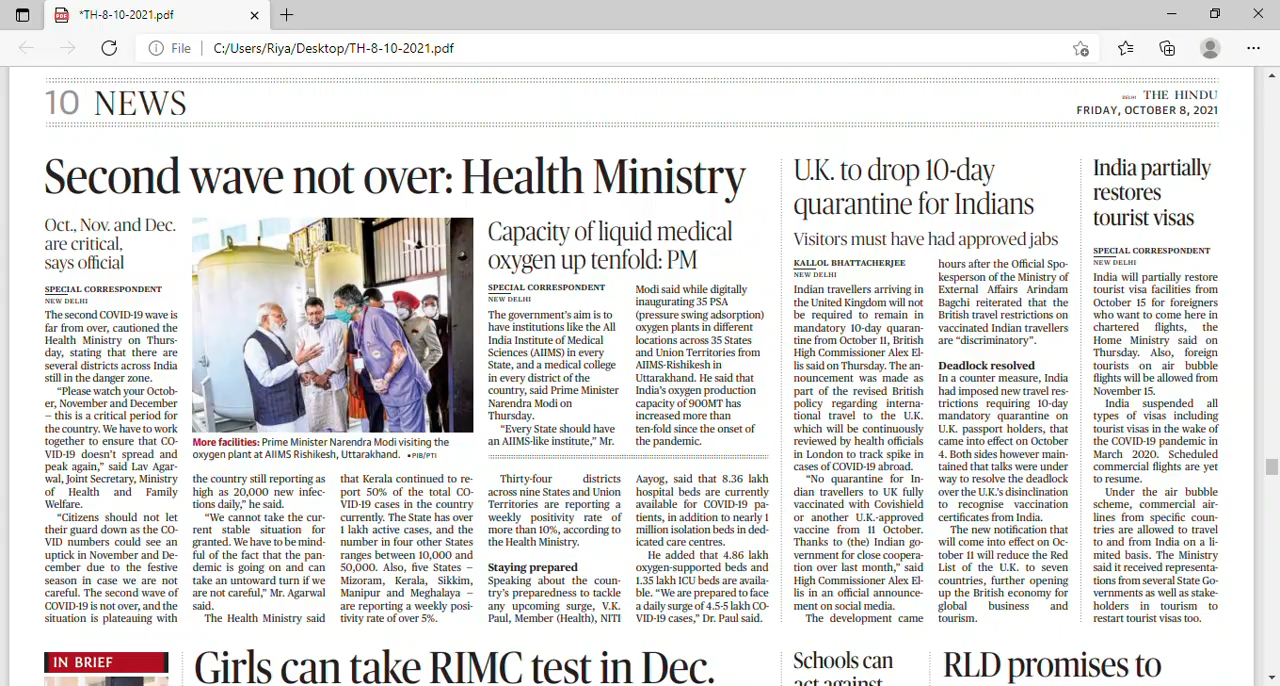 *TH-8-10-2021.pdf
File
C:/Users/Riya/Desktop/TH-8-10-2021.pdf
10 NEWS
DELHI THE HINDU
FRIDAY, OCTOBER 8, 2021
Second wave not over: Health Ministry
Oct., Nov. and Dec.
are critical,
says official
SPECIAL CORRESPONDENT
NEW DELHI
The second COVID-19 wave is
far from over, cautioned the
Health Ministry on Thurs-
day, stating that there are
several districts across India
still in the danger zone.
“Please watch your Octob-
er, November and December
– this is a critical period for
the country. We have to work
together to ensure that CO-
VID-19 doesn’t spread and
peak again,” said Lav Agar-
wal, Joint Secretary, Ministry
of Health and Family
Welfare.
“Citizens should not let
their guard down as the CO-
VID numbers could see an
uptick in November and De-
cember due to the festive
season in case we are not
careful. The second wave of
COVID-19 is not over, and the
situation is plateauing with
More facilities: Prime Minister Narendra Modi visiting the
oxygen plant at AIIMS Rishikesh, Uttarakhand. •PIB/PTI
the country still reporting as
high as 20,000 new infec-
tions daily,” he said.
“We cannot take the cur-
rent stable situation for
granted. We have to be mind-
ful of the fact that the pan-
demic is going on and can
take an untoward turn if we
are not careful,” Mr. Agarwal
said.
The Health Ministry said
that Kerala continued to re-
port 50% of the total CO-
VID-19 cases in the country
currently. The State has over
1 lakh active cases, and the
number in four other States
ranges between 10,000 and
50,000. Also, five States –
Mizoram, Kerala, Sikkim,
Manipur and Meghalaya –
are reporting a weekly posi-
tivity rate of over 5%.
Thirty-four districts
across nine States and Union
Territories are reporting a
weekly positivity rate of
more than 10%, according to
the Health Ministry.
Staying prepared
Speaking about the coun-
try’s preparedness to tackle
any upcoming surge, V.K.
Paul, Member (Health), NITI
Aayog, said that 8.36 lakh
hospital beds are currently
available for COVID-19 pa-
tients, in addition to nearly 1
million isolation beds in ded-
icated care centres.
He added that 4.86 lakh
oxygen-supported beds and
1.35 lakh ICU beds are availa-
ble. “We are prepared to face
a daily surge of 4.5-5 lakh CO-
VID-19 cases,” Dr. Paul said.
Capacity of liquid medical
oxygen up tenfold: PM
SPECIAL CORRESPONDENT
NEW DELHI
The government’s aim is to
have institutions like the All
India Institute of Medical
Sciences (AIIMS) in every
State, and a medical college
in every district of the
country, said Prime Minister
Narendra Modi on
Thursday.
“Every State should have
an AIIMS-like institute,” Mr.
Modi said while digitally
inaugurating 35 PSA
(pressure swing adsorption)
oxygen plants in different
locations across 35 States
and Union Territories from
AIIMS-Rishikesh in
Uttarakhand. He said that
India’s oxygen production
capacity of 900MT has
increased more than
ten-fold since the onset of
the pandemic.
U.K. to drop 10-day
quarantine for Indians
Visitors must have had approved jabs
KALLOL BHATTACHERJEE
NEW DELHI
Indian travellers arriving in
the United Kingdom will not
be required to remain in
mandatory 10-day quaran-
tine from October 11, British
High Commissioner Alex El-
lis said on Thursday. The an-
nouncement was made as
part of the revised British
policy regarding interna-
tional travel to the U.K.
which will be continuously
reviewed by health officials
in London to track spike in
cases of COVID-19 abroad.
“No quarantine for In-
dian travellers to UK fully
vaccinated with Covishield
or another U.K.-approved
vaccine from 11 October.
Thanks to (the) Indian go-
vernment for close coopera-
tion over last month,” said
High Commissioner Alex El-
lis in an official announce-
ment on social media.
The development came
hours after the Official Spo-
kesperson of the Ministry of
External Affairs Arindam
Bagchi reiterated that the
British travel restrictions on
vaccinated Indian travellers
are “discriminatory”.
Deadlock resolved
In a counter measure, India
had imposed new travel res-
trictions requiring 10-day
mandatory quarantine on
U.K. passport holders, that
came into effect on October
4. Both sides however main-
tained that talks were under
way to resolve the deadlock
over the U.K.’s disinclination
to recognise vaccination
certificates from India.
The new notification that
will come into effect on Oc-
tober 11 will reduce the Red
List of the U.K. to seven
countries, further opening
up the British economy for
global business and
tourism.
India partially
restores
tourist visas
SPECIAL CORRESPONDENT
NEW DELHI
India will partially restore
tourist visa facilities from
October 15 for foreigners
who want to come here in
chartered flights, the
Home Ministry said on
Thursday. Also, foreign
tourists on air bubble
flights will be allowed from
November 15.
India suspended all
types of visas including
tourist visas in the wake of
the COVID-19 pandemic in
March 2020. Scheduled
commercial flights are yet
to resume.
Under the air bubble
scheme, commercial air-
lines from specific coun-
tries are allowed to travel
to and from India on a li-
mited basis. The Ministry
said it received representa-
tions from several State Go-
vernments as well as stake-
holders in tourism to
restart tourist visas too.
IN BRIEF
Girls can take RIMC test in Dec.
Schools can
act against
RLD promises to